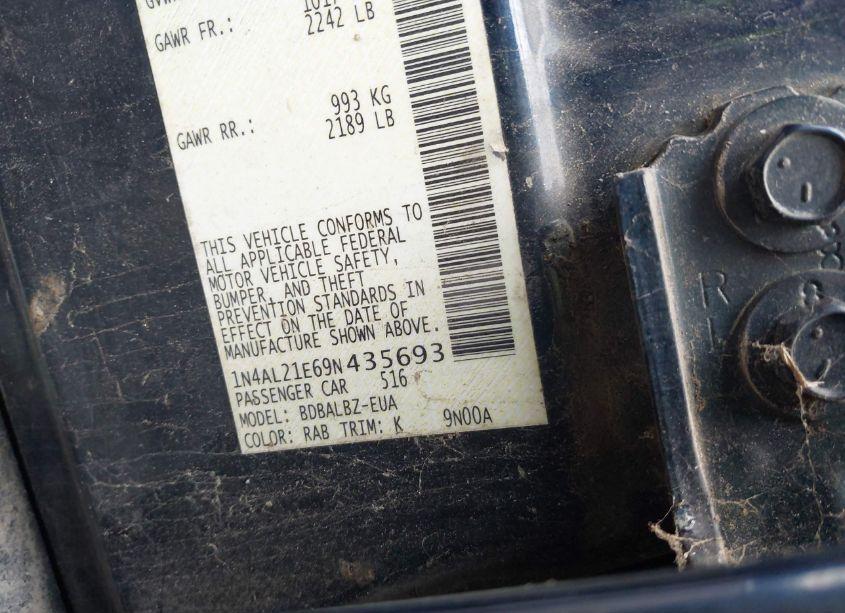 GAWR FR.: 2242 LB
993 KG
GAWR RR.: 2189 LB
THIS VEHICLE CONFORMS TO
ALL APPLICABLE FEDERAL
MOTOR VEHICLE SAFETY,
BUMPER, AND THEFT
PREVENTION STANDARDS IN
EFFECT ON THE DATE OF
MANUFACTURE SHOWN ABOVE.
1N4AL21E69N435693
PASSENGER CAR 516
MODEL: BDBALBZ-EUA
COLOR: RAB TRIM: K 9N00A
R